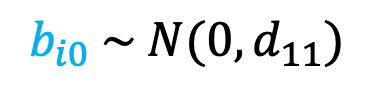 b_{i0} ~ N(0, d_{11})